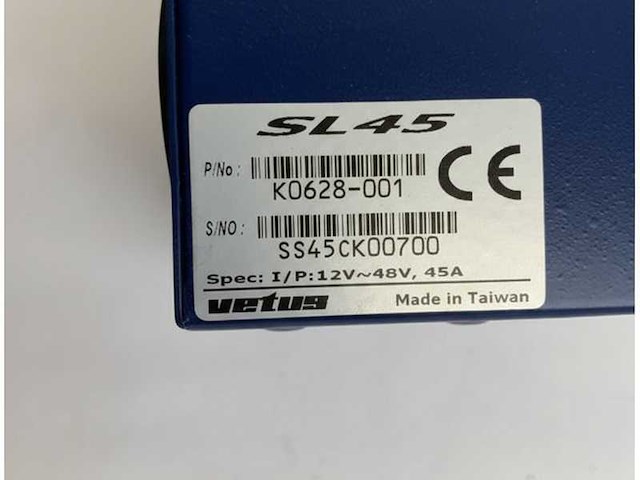 SL45
P/No: K0628-001
CE
S/NO: SS45CK00700
Spec: I/P:12V~48V, 45A
vetus Made in Taiwan